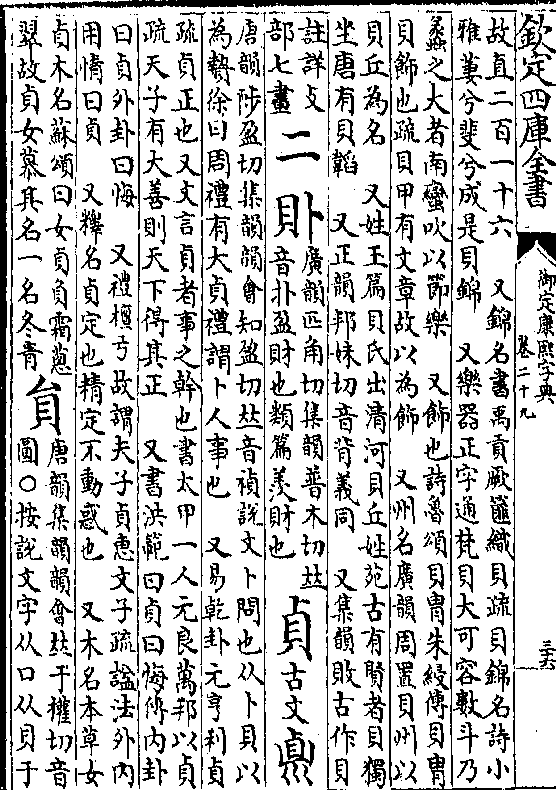 欽定四庫全書
御定康熙字典
卷二十九
三十六
故直二百一十六　又錦名書禹貢厥篚織貝疏貝錦名詩小
雅萋兮斐兮成是貝錦　又樂器正字通梵貝大可容數斗乃
蠡之大者南蠻吹以節樂　又飾也詩魯頌貝冑朱綅傳貝冑
貝飾也疏貝甲有文章故以為飾　又州名廣韻周置貝州以
貝丘為名　又姓玉篇貝氏出清河貝丘姓苑古有賢者貝獨
坐唐有貝韜　又正韻邦妹切音背義同　又集韻敗古作貝
註詳攴
部七畫
二
䝤
廣韻匹角切集韻普木切𠀤
音扑盈財也類篇羨財也
貞
古文𪔂
唐韻陟盈切集韻韻會知盈切𠀤音禎說文卜問也从卜貝以
為贄徐曰周禮有大貞禮謂卜人事也　又易乾卦元亨利貞
疏貞正也又文言貞者事之幹也書太甲一人元良萬邦以貞
疏天子有大善則天下得其正　又書洪範曰貞曰悔傳內卦
曰貞外卦曰悔　又禮檀弓故謂夫子貞惠文子疏諡法外內
用情曰貞　又釋名貞定也精定不動惑也　又木名本草女
貞木名蘇頌曰女貞負霜蔥
翠故貞女慕其名一名冬青
貟
唐韻集韻韻會𠀤于權切音
圓〇按說文字从口从貝于